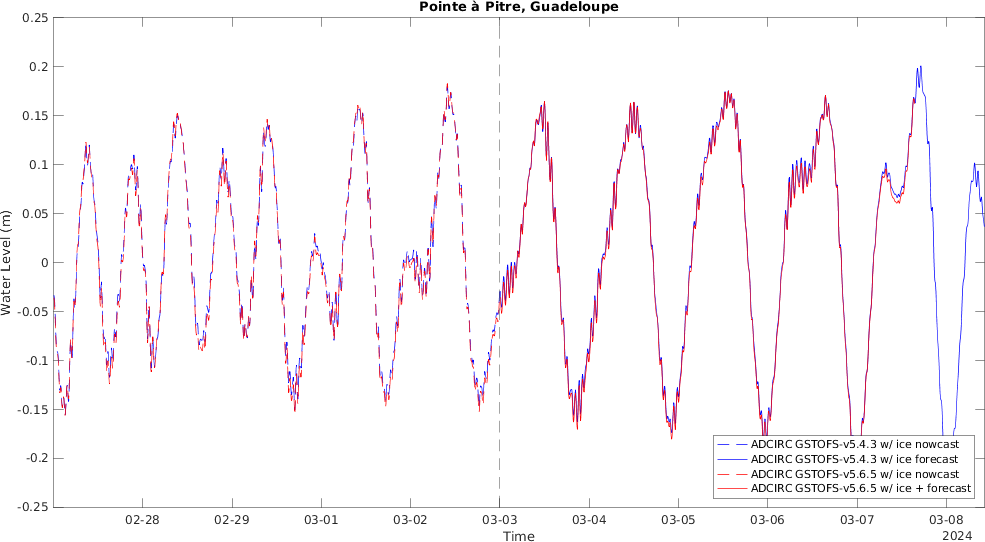 Pointe à Pitre, Guadeloupe
0.25
0.2
0.15
0.1
0.05
0
-0.05
-0.1
-0.15
-0.2
-0.25
Water Level (m)
ADCIRC GSTOFS-v5.4.3 w/ ice nowcast
ADCIRC GSTOFS-v5.4.3 w/ ice forecast
ADCIRC GSTOFS-v5.6.5 w/ ice nowcast
ADCIRC GSTOFS-v5.6.5 w/ ice + forecast
02-28 02-29 03-01 03-02 03-03 03-04 03-05 03-06 03-07 03-08
Time
2024